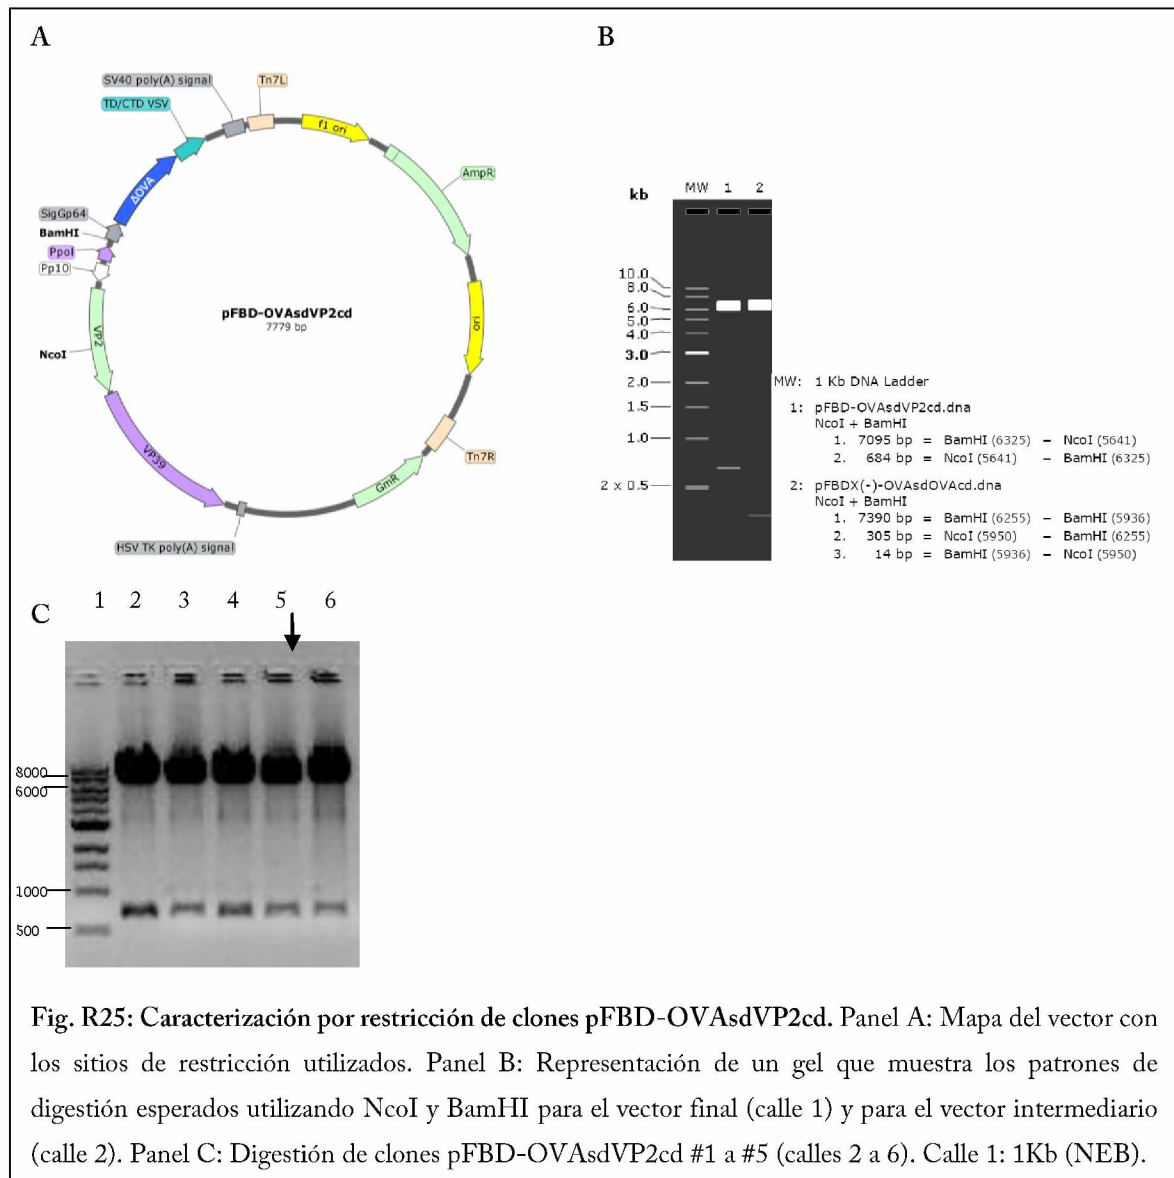 A
SV40 poly(A) signal
Tn7L
TD/CTD VSV
f1 ori
AmpR
ΔOVA
SigGp64
BamHI
PpoI
Pp10
VP2
NcoI
pFBD-OVAsdVP2cd
7779 bp
ori
VP39
Tn7R
GmR
HSV TK poly(A) signal
B
kb MW 1 2
10.0
8.0
6.0
5.0
4.0
3.0
2.0
1.5
1.0
2 x 0.5
MW: 1 Kb DNA Ladder
1: pFBD-OVAsdVP2cd.dna
NcoI + BamHI
1. 7095 bp = BamHI (6325) – NcoI (5641)
2. 684 bp = NcoI (5641) – BamHI (6325)
2: pFBDX(-)-OVAsdOVAcd.dna
NcoI + BamHI
1. 7390 bp = BamHI (6255) – BamHI (5936)
2. 305 bp = NcoI (5950) – BamHI (6255)
3. 14 bp = BamHI (5936) – NcoI (5950)
C
1 2 3 4 5 6
8000
6000
1000
500
Fig. R25: Caracterización por restricción de clones pFBD-OVAsdVP2cd. Panel A: Mapa del vector con
los sitios de restricción utilizados. Panel B: Representación de un gel que muestra los patrones de
digestión esperados utilizando NcoI y BamHI para el vector final (calle 1) y para el vector intermediario
(calle 2). Panel C: Digestión de clones pFBD-OVAsdVP2cd #1 a #5 (calles 2 a 6). Calle 1: 1Kb (NEB).